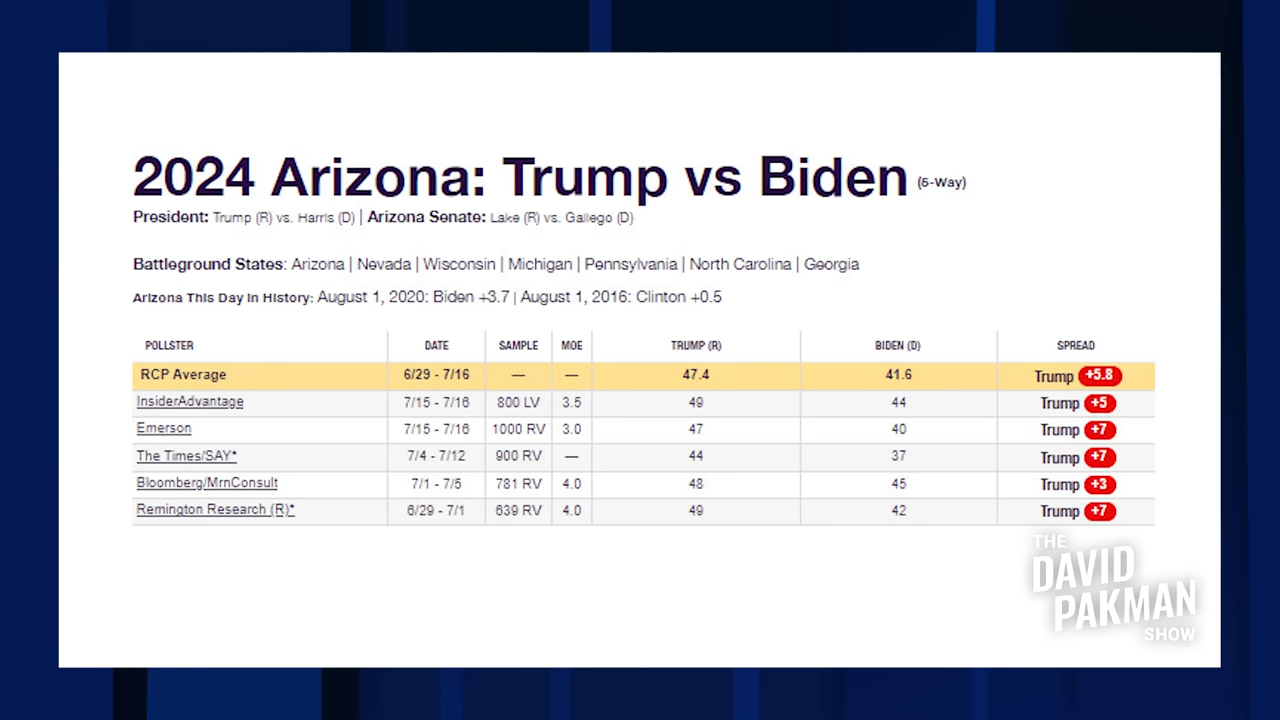 2024 Arizona: Trump vs Biden (5-Way)
President: Trump (R) vs. Harris (D) | Arizona Senate: Lake (R) vs. Gallego (D)
Battleground States: Arizona | Nevada | Wisconsin | Michigan | Pennsylvania | North Carolina | Georgia
Arizona This Day In History: August 1, 2020: Biden +3.7 | August 1, 2016: Clinton +0.5
POLLSTER DATE SAMPLE MOE TRUMP (R) BIDEN (D) SPREAD
RCP Average 6/29 - 7/16 — — 47.4 41.6 Trump +5.8
InsiderAdvantage 7/15 - 7/16 800 LV 3.5 49 44 Trump +5
Emerson 7/15 - 7/16 1000 RV 3.0 47 40 Trump +7
The Times/SAY* 7/4 - 7/12 900 RV — 44 37 Trump +7
Bloomberg/MrnConsult 7/1 - 7/5 781 RV 4.0 48 45 Trump +3
Remington Research (R)* 6/29 - 7/1 639 RV 4.0 49 42 Trump +7
THE
DAVID
PAKMAN
SHOW